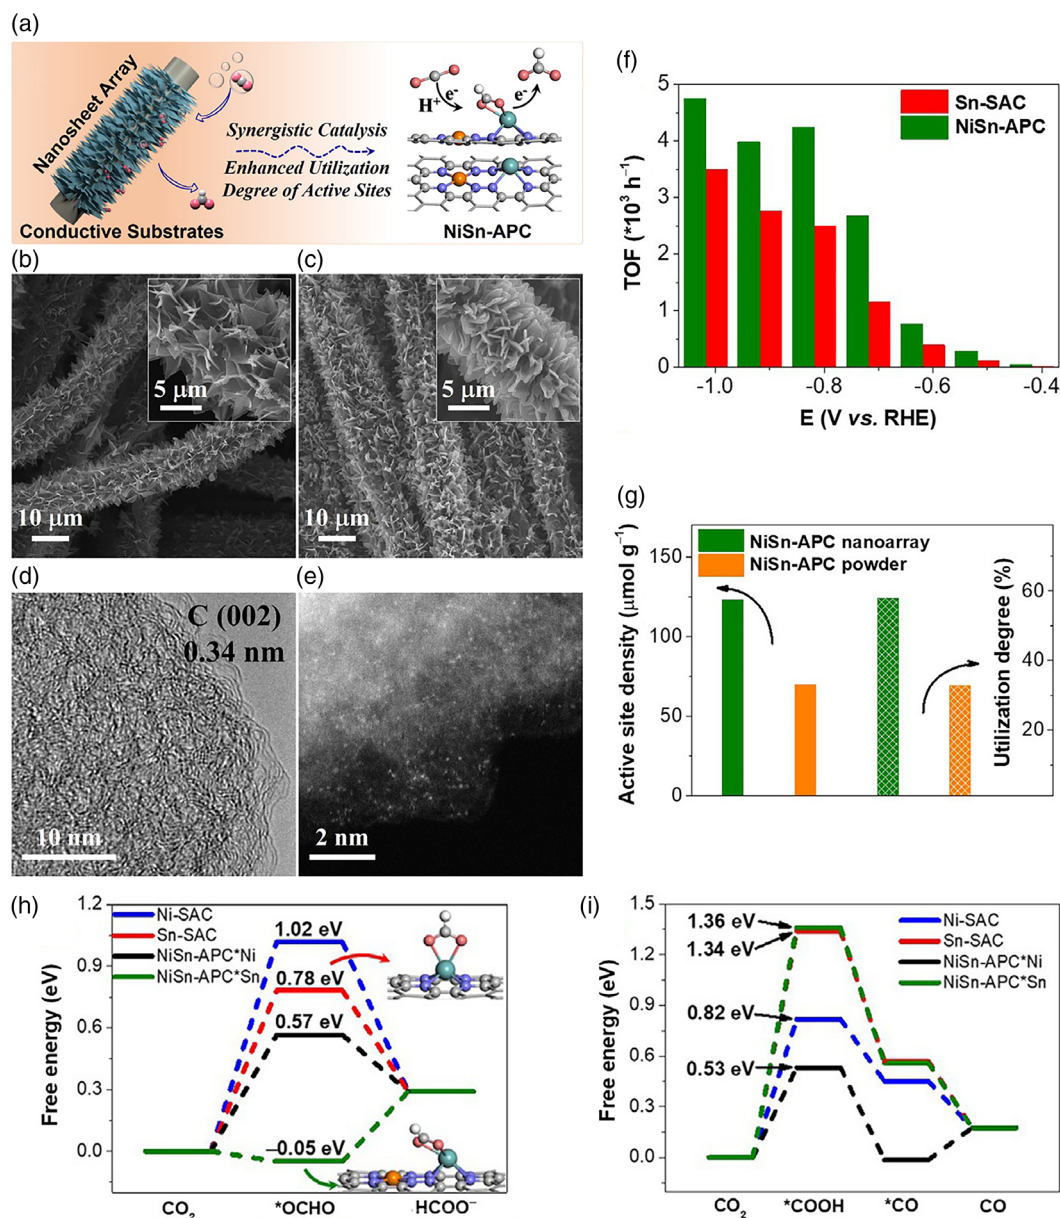 (a)
Nanosheet Array
Conductive Substrates
Synergistic Catalysis
Enhanced Utilization
Degree of Active Sites
H⁺
e⁻
e⁻
NiSn-APC
(b)
5 μm
10 μm
(c)
5 μm
10 μm
(d)
C (002)
0.34 nm
10 nm
(e)
2 nm
(f)
Sn-SAC
NiSn-APC
TOF (*10³ h⁻¹)
5
4
3
2
1
0
-1.0
-0.8
-0.6
-0.4
E (V vs. RHE)
(g)
NiSn-APC nanoarray
NiSn-APC powder
Active site density (μmol g⁻¹)
150
100
50
0
Utilization degree (%)
60
40
20
(h)
Ni-SAC
Sn-SAC
NiSn-APC*Ni
NiSn-APC*Sn
Free energy (eV)
1.2
0.9
0.6
0.3
0.0
1.02 eV
0.78 eV
0.57 eV
−0.05 eV
CO₂
*OCHO
HCOO⁻
(i)
Free energy (eV)
1.5
1.2
0.9
0.6
0.3
0.0
1.36 eV
1.34 eV
0.82 eV
0.53 eV
Ni-SAC
Sn-SAC
NiSn-APC*Ni
NiSn-APC*Sn
CO₂
*COOH
*CO
CO